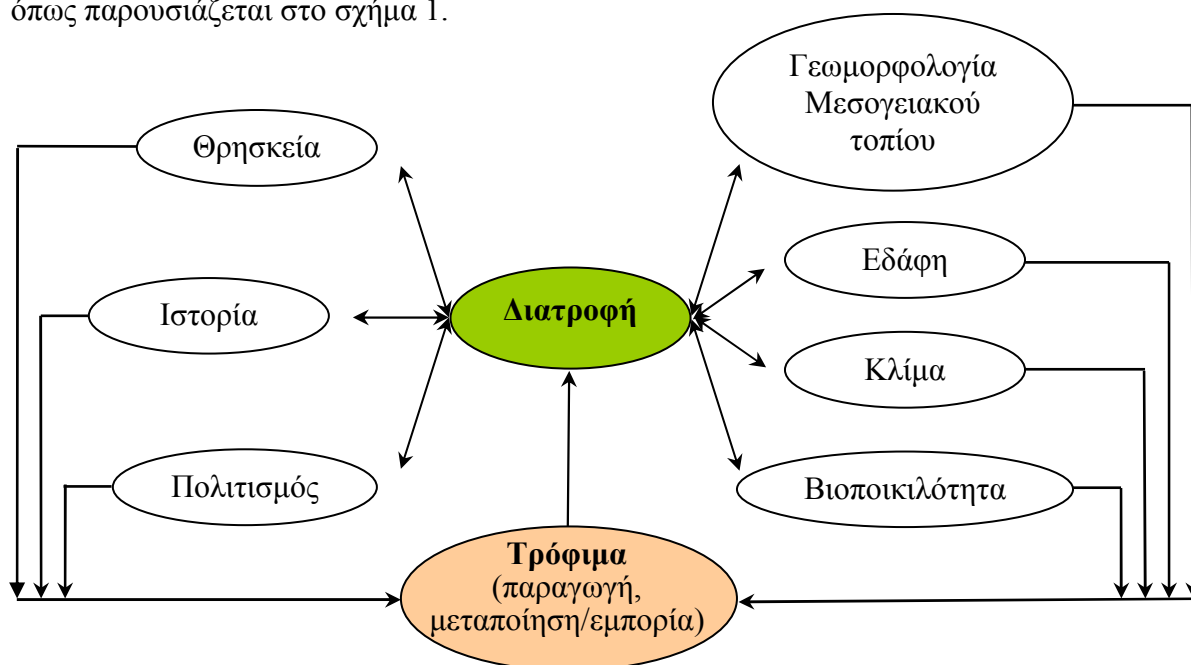 όπως παρουσιάζεται στο σχήμα 1.
Γεωμορφολογία
Μεσογειακού
τοπίου
Θρησκεία
Εδάφη
Ιστορία
Διατροφή
Κλίμα
Πολιτισμός
Βιοποικιλότητα
Τρόφιμα
(παραγωγή,
μεταποίηση/εμπορία)